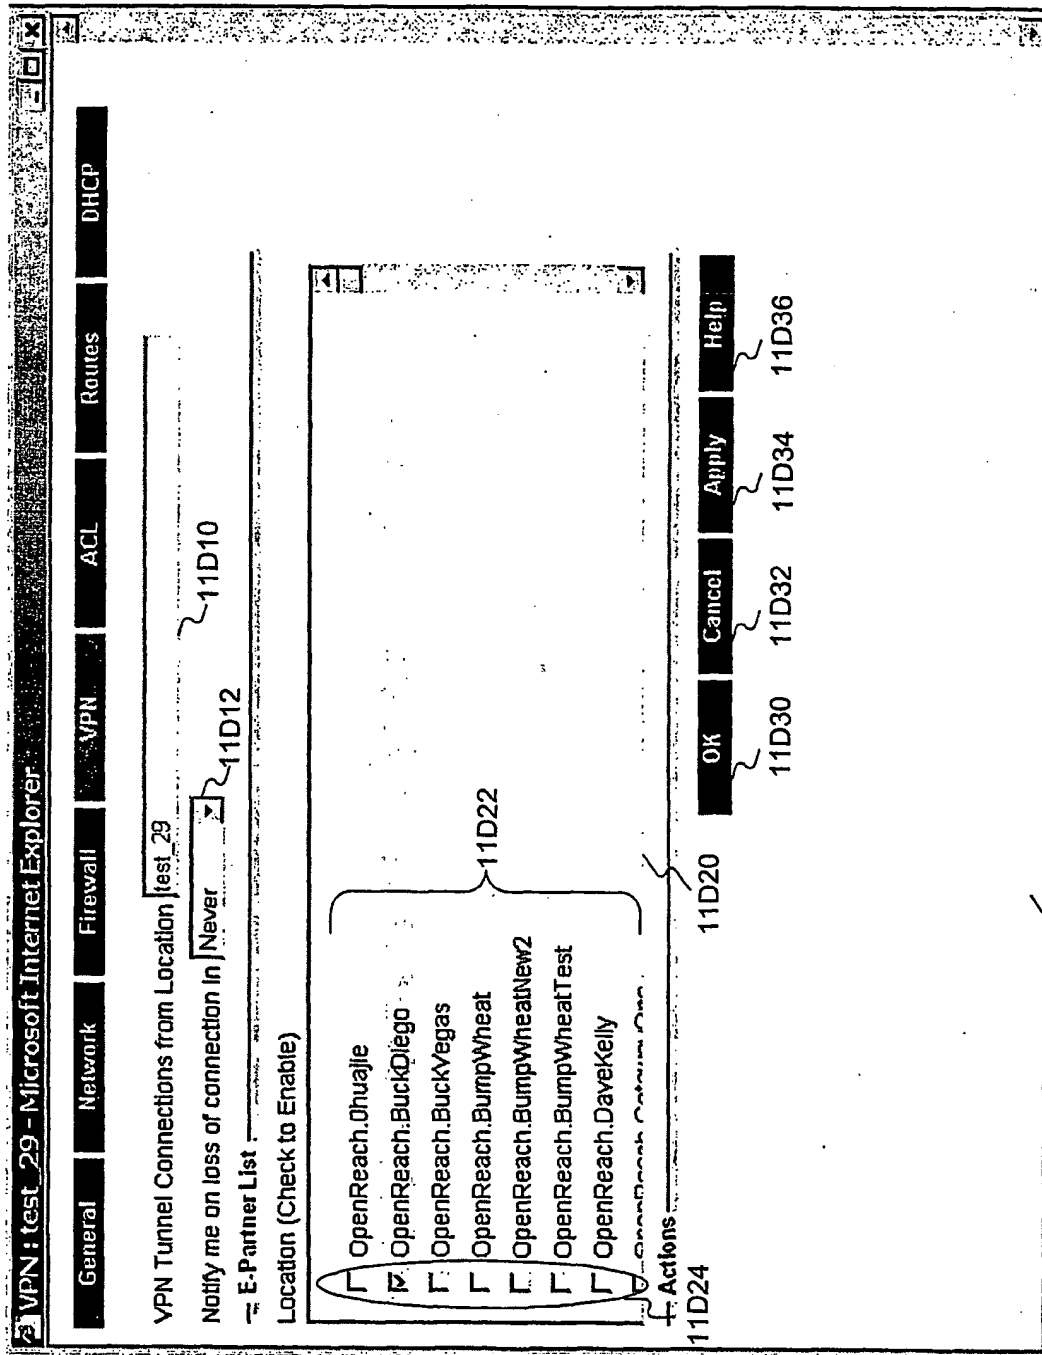 VPN : test_29 - Microsoft Internet Explorer
General Network Firewall VPN ACL Routes DHCP
VPN Tunnel Connections from Location test_29
11D10
Notify me on loss of connection in Never
11D12
E-Partner List
Location (Check to Enable)
OpenReach.0huajie
OpenReach.BuckDiego
OpenReach.BuckVegas
OpenReach.BumpWheat
11D22
OpenReach.BumpWheatNew2
OpenReach.BumpWheatTest
OpenReach.DaveKelly
11D20
Actions
11D24
OK Cancel Apply Help
11D30 11D32 11D34 11D36